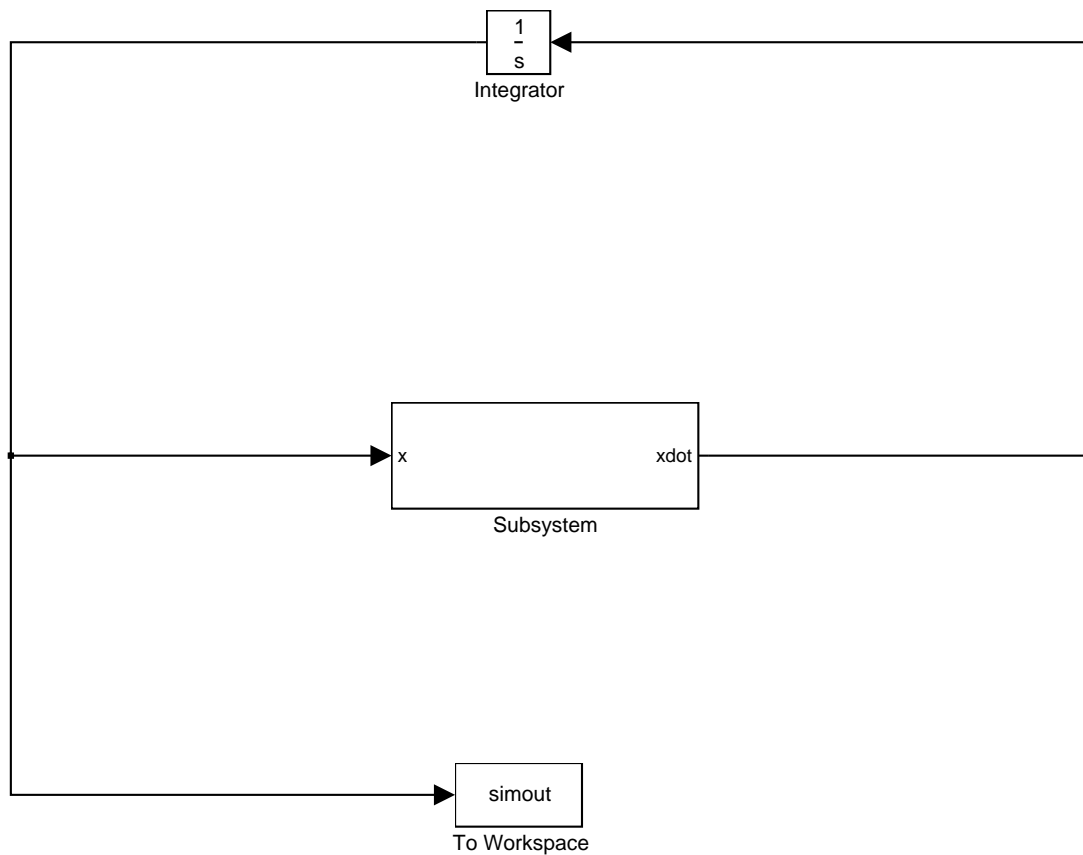 1
s
Integrator
x
xdot
Subsystem
simout
To Workspace